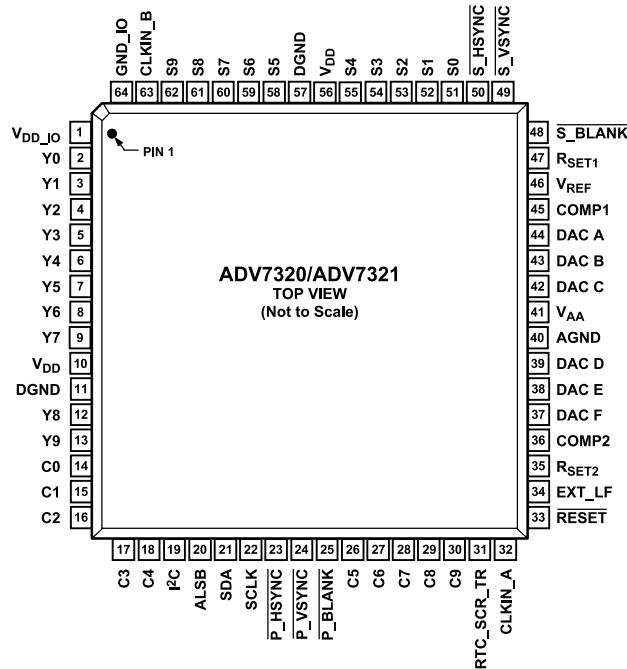 GND_IO
CLKIN_B
S9
S8
S7
S6
S5
DGND
VDD
S4
S3
S2
S1
S0
S_HSYNC
S_VSYNC
64 63 62 61 60 59 58 57 56 55 54 53 52 51 50 49
VDD_IO 1
Y0 2
Y1 3
Y2 4
Y3 5
Y4 6
Y5 7
Y6 8
Y7 9
VDD 10
DGND 11
Y8 12
Y9 13
C0 14
C1 15
C2 16
PIN 1
ADV7320/ADV7321
TOP VIEW
(Not to Scale)
48 S_BLANK
47 RSET1
46 VREF
45 COMP1
44 DAC A
43 DAC B
42 DAC C
41 VAA
40 AGND
39 DAC D
38 DAC E
37 DAC F
36 COMP2
35 RSET2
34 EXT_LF
33 RESET
17 18 19 20 21 22 23 24 25 26 27 28 29 30 31 32
C3
C4
I²C
ALSB
SDA
SCLK
P_HSYNC
P_VSYNC
P_BLANK
C5
C6
C7
C8
C9
RTC_SCR_TR
CLKIN_A